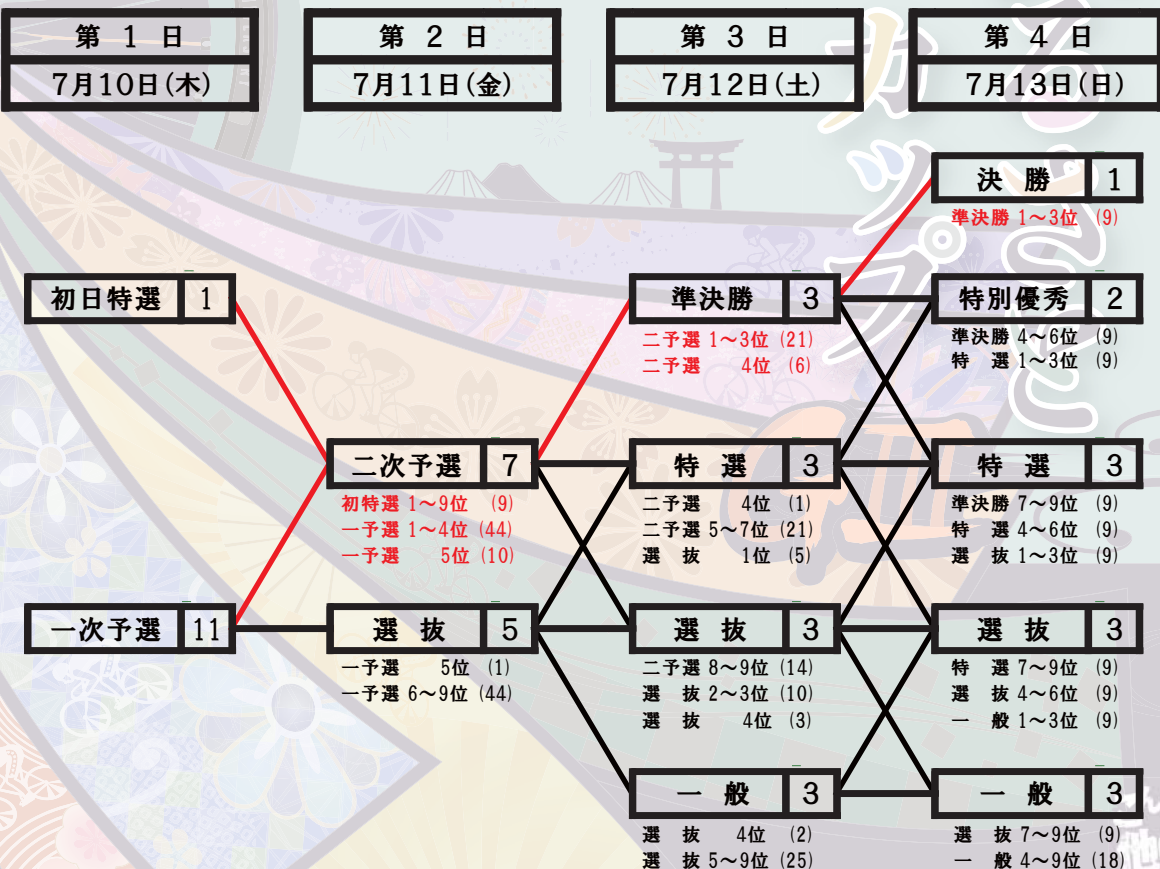 第 1 日
7月10日(木)
第 2 日
7月11日(金)
第 3 日
7月12日(土)
第 4 日
7月13日(日)
初日特選 1
一次予選 11
二次予選 7
初特選 1～9位 (9)
一予選 1～4位 (44)
一予選 5位 (10)
選 抜 5
一予選 5位 (1)
一予選 6～9位 (44)
準決勝 3
二予選 1～3位 (21)
二予選 4位 (6)
特 選 3
二予選 4位 (1)
二予選 5～7位 (21)
選 抜 1位 (5)
選 抜 3
二予選 8～9位 (14)
選 抜 2～3位 (10)
選 抜 4位 (3)
一 般 3
選 抜 4位 (2)
選 抜 5～9位 (25)
決 勝 1
準決勝 1～3位 (9)
特別優秀 2
準決勝 4～6位 (9)
特 選 1～3位 (9)
特 選 3
準決勝 7～9位 (9)
特 選 4～6位 (9)
選 抜 1～3位 (9)
選 抜 3
特 選 7～9位 (9)
選 抜 4～6位 (9)
一 般 1～3位 (9)
一 般 3
選 抜 7～9位 (9)
一 般 4～9位 (18)
ふるさと
カップ